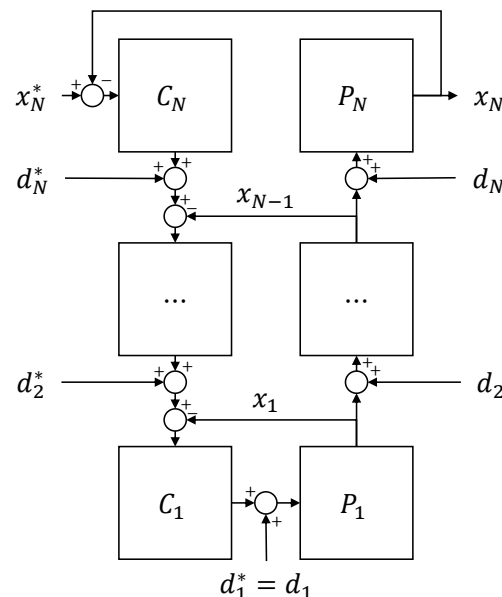 + −
x_N^* C_N P_N x_N
+ + + +
d_N^* d_N
+ − x_{N−1}
... ...
+ + + +
d_2^* d_2
+ − x_1
C_1 + P_1
+
d_1^* = d_1